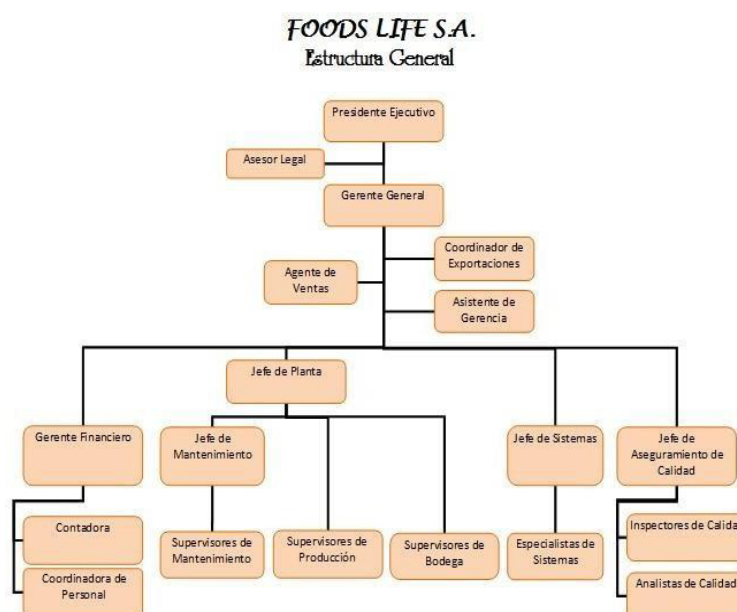 FOODS LIFE S.A.
Estructura General
Presidente Ejecutivo
Asesor Legal
Gerente General
Coordinador de
Exportaciones
Agente de
Ventas
Asistente de
Gerencia
Jefe de Planta
Gerente Financiero
Jefe de
Mantenimiento
Jefe de Sistemas
Jefe de
Aseguramiento de
Calidad
Contadora
Supervisores de
Mantenimiento
Supervisores de
Producción
Supervisores de
Bodega
Especialistas de
Sistemas
Inspectores de Calida
Coordinadora de
Personal
Analistas de Calidad